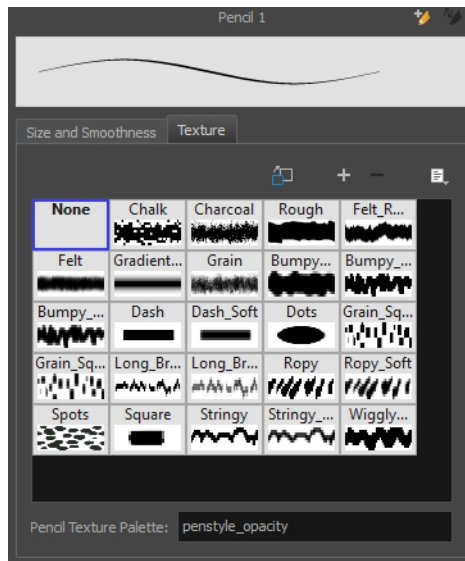 Pencil 1
Size and Smoothness Texture
None Chalk Charcoal Rough Felt_R...
Felt Gradient... Grain Bumpy... Bumpy_...
Bumpy_... Dash Dash_Soft Dots Grain_Sq...
Grain_Sq... Long_Br... Long_Br... Ropy Ropy_Soft
Spots Square Stringy Stringy_... Wiggly...
Pencil Texture Palette: penstyle_opacity